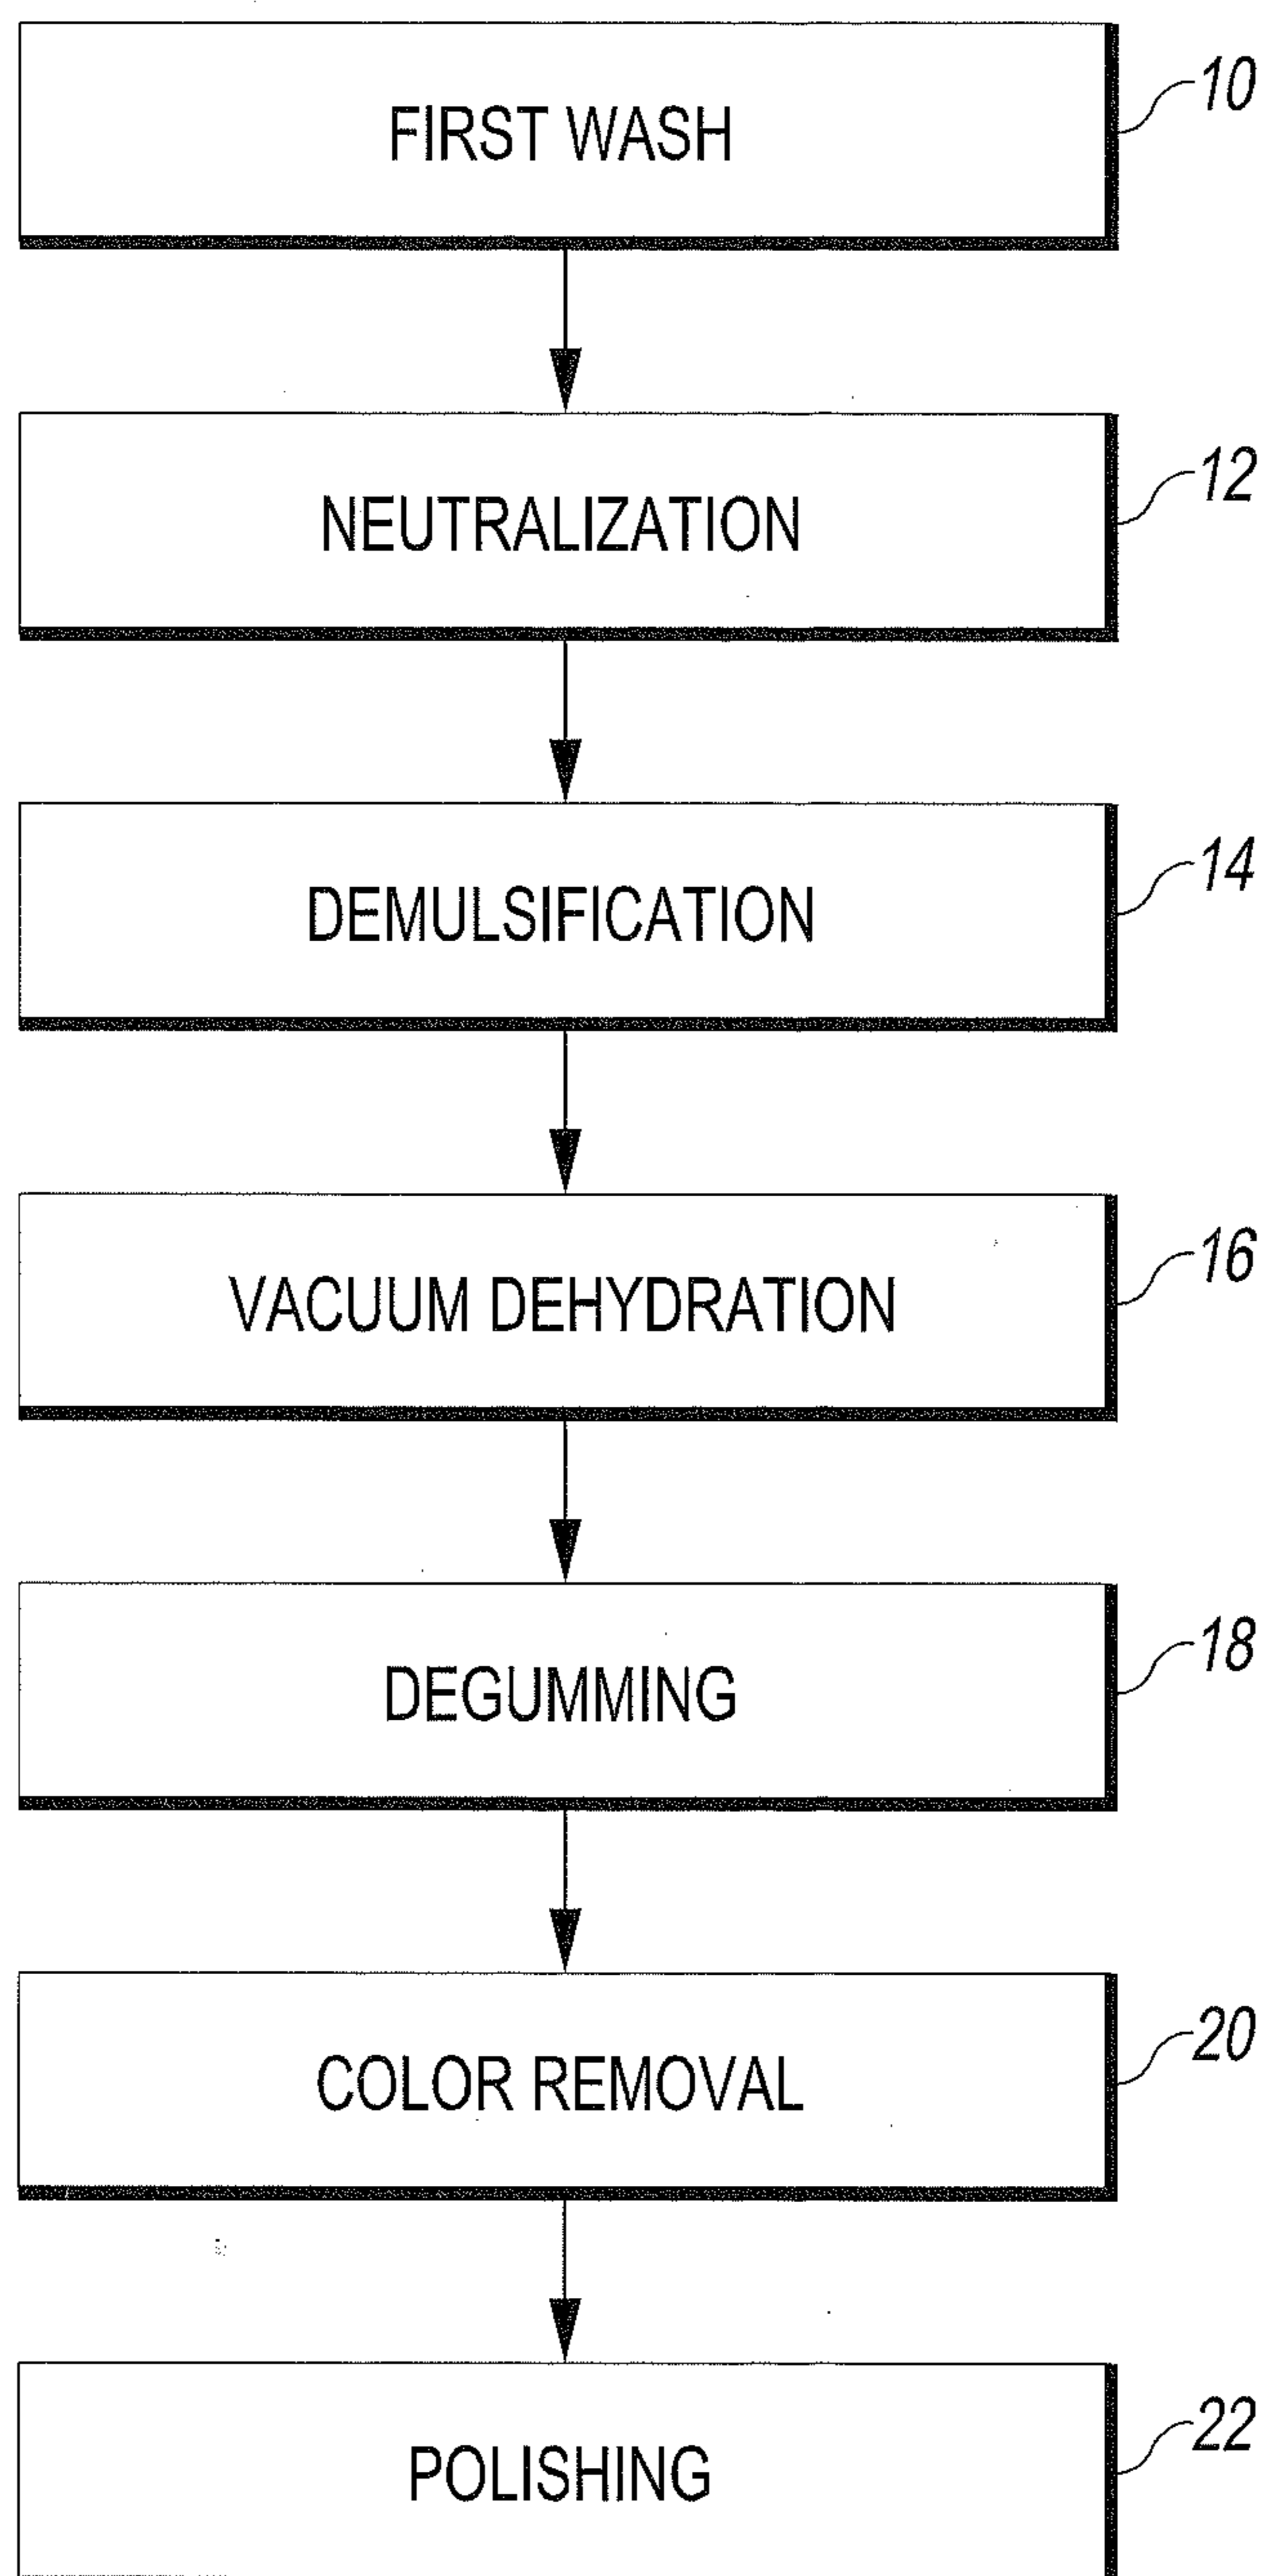 FIRST WASH
10
NEUTRALIZATION
12
DEMULSIFICATION
14
VACUUM DEHYDRATION
16
DEGUMMING
18
COLOR REMOVAL
20
POLISHING
22